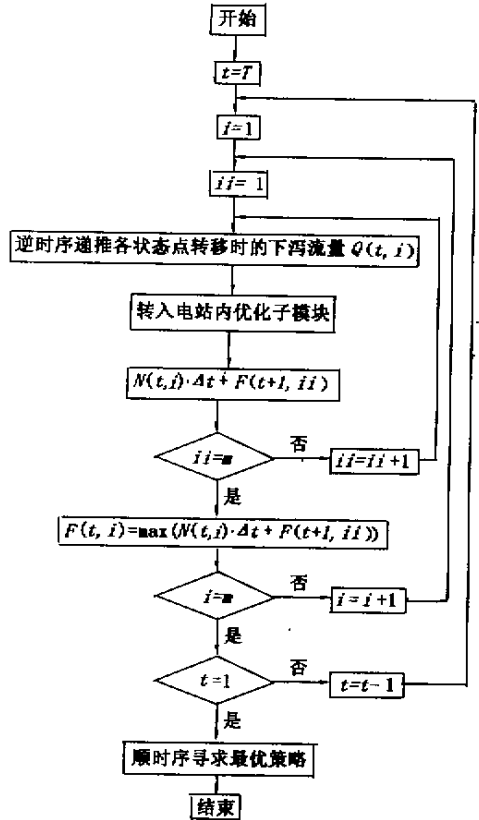 开始
t=T
i=1
ii= 1
逆时序递推各状态点转移时的下泻流量 Q(t, i)
转入电站内优化子模块
N(t,i)·Δt + F(t+1, ii)
ii=m
否
ii=ii+1
是
F(t, i)=max(N(t,i)·Δt + F(t+1, ii))
i=m
否
i=i+1
是
t=1
否
t=t-1
是
顺时序寻求最优策略
结束